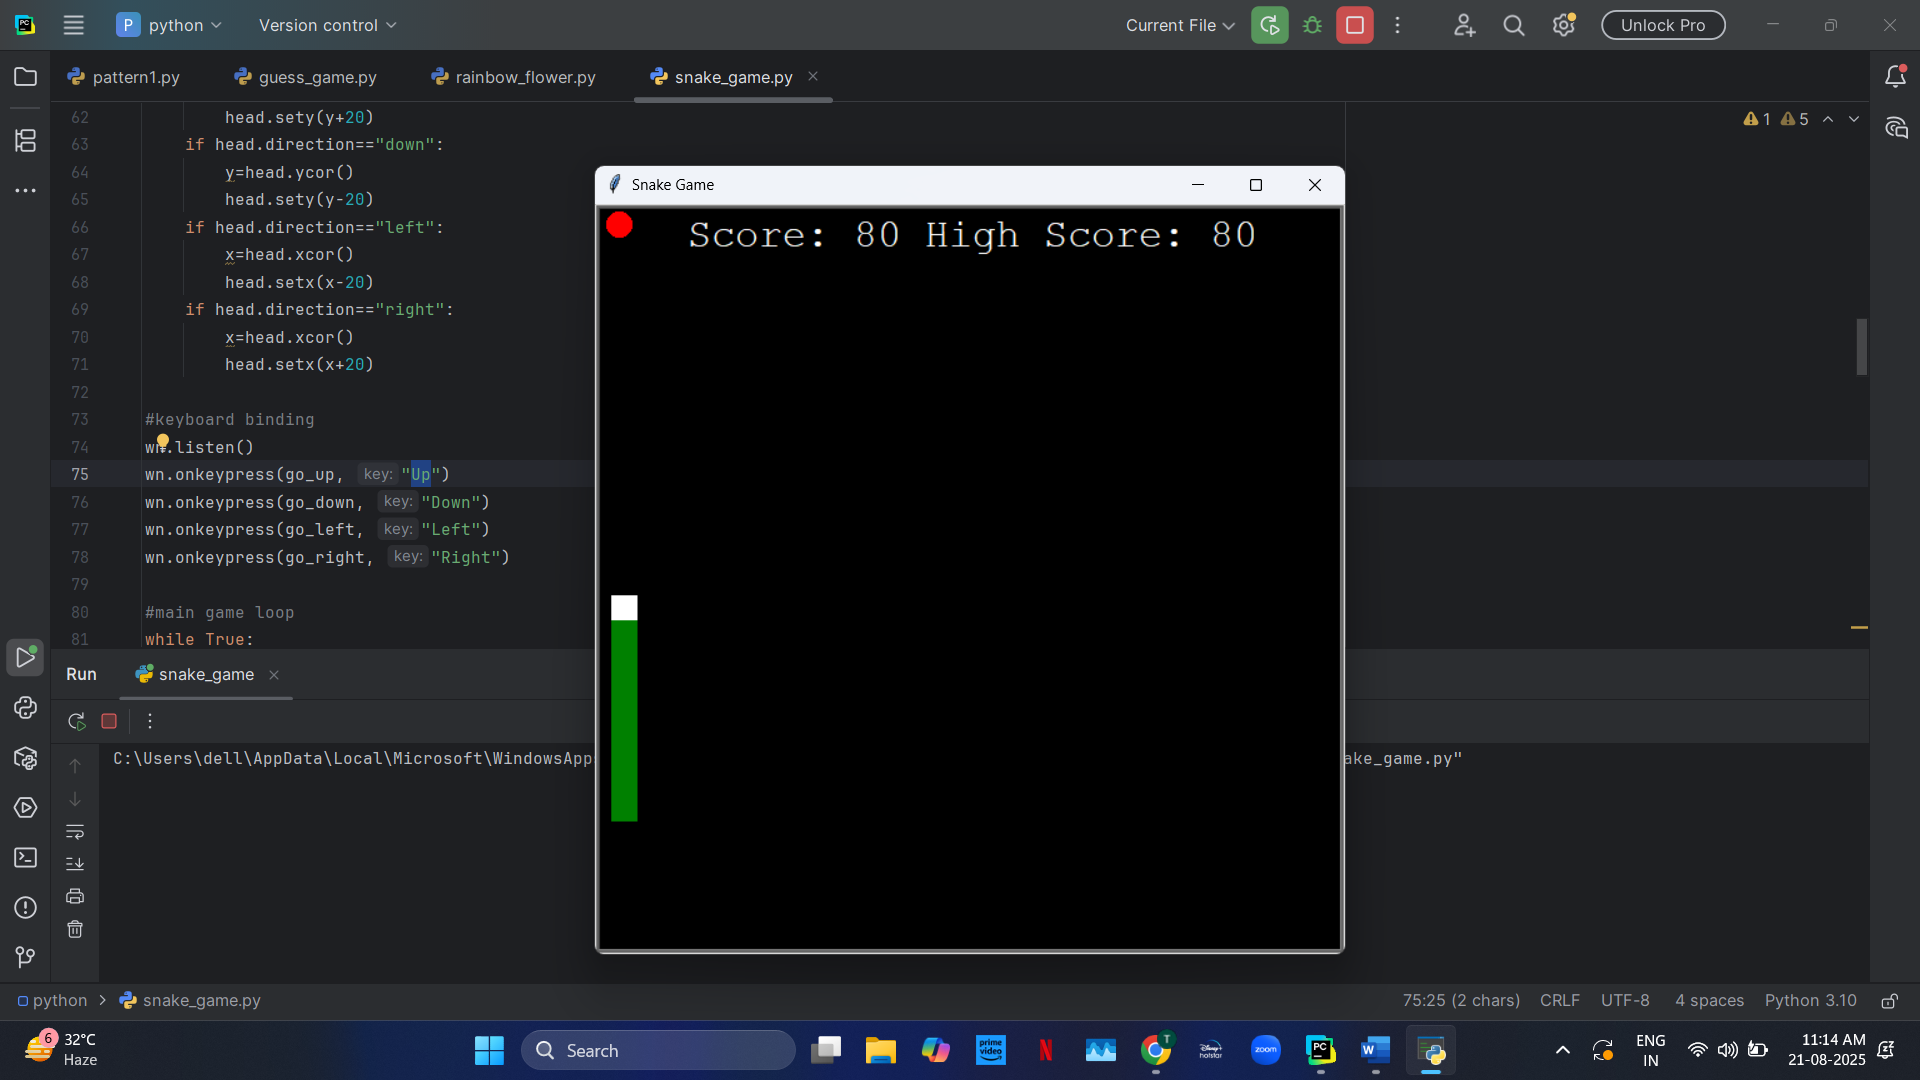 PC
P python
Version control
Current File
Unlock Pro
pattern1.py
guess_game.py
rainbow_flower.py
snake_game.py
1 5
62 head.sety(y+20)
63 if head.direction=="down":
64 y=head.ycor()
65 head.sety(y-20)
66 if head.direction=="left":
67 x=head.xcor()
68 head.setx(x-20)
69 if head.direction=="right":
70 x=head.xcor()
71 head.setx(x+20)
72
73 #keyboard binding
74 wn.listen()
75 wn.onkeypress(go_up, key: "Up")
76 wn.onkeypress(go_down, key: "Down")
77 wn.onkeypress(go_left, key: "Left")
78 wn.onkeypress(go_right, key: "Right")
79
80 #main game loop
81 while True:
Snake Game
Score: 80 High Score: 80
Run
snake_game
C:\Users\dell\AppData\Local\Microsoft\WindowsApp
ake_game.py"
python > snake_game.py
75:25 (2 chars) CRLF UTF-8 4 spaces Python 3.10
6
32°C
Haze
Search
prime video
N
T
Disney+ hotstar
zoom
PC
W
ENG
IN
11:14 AM
21-08-2025